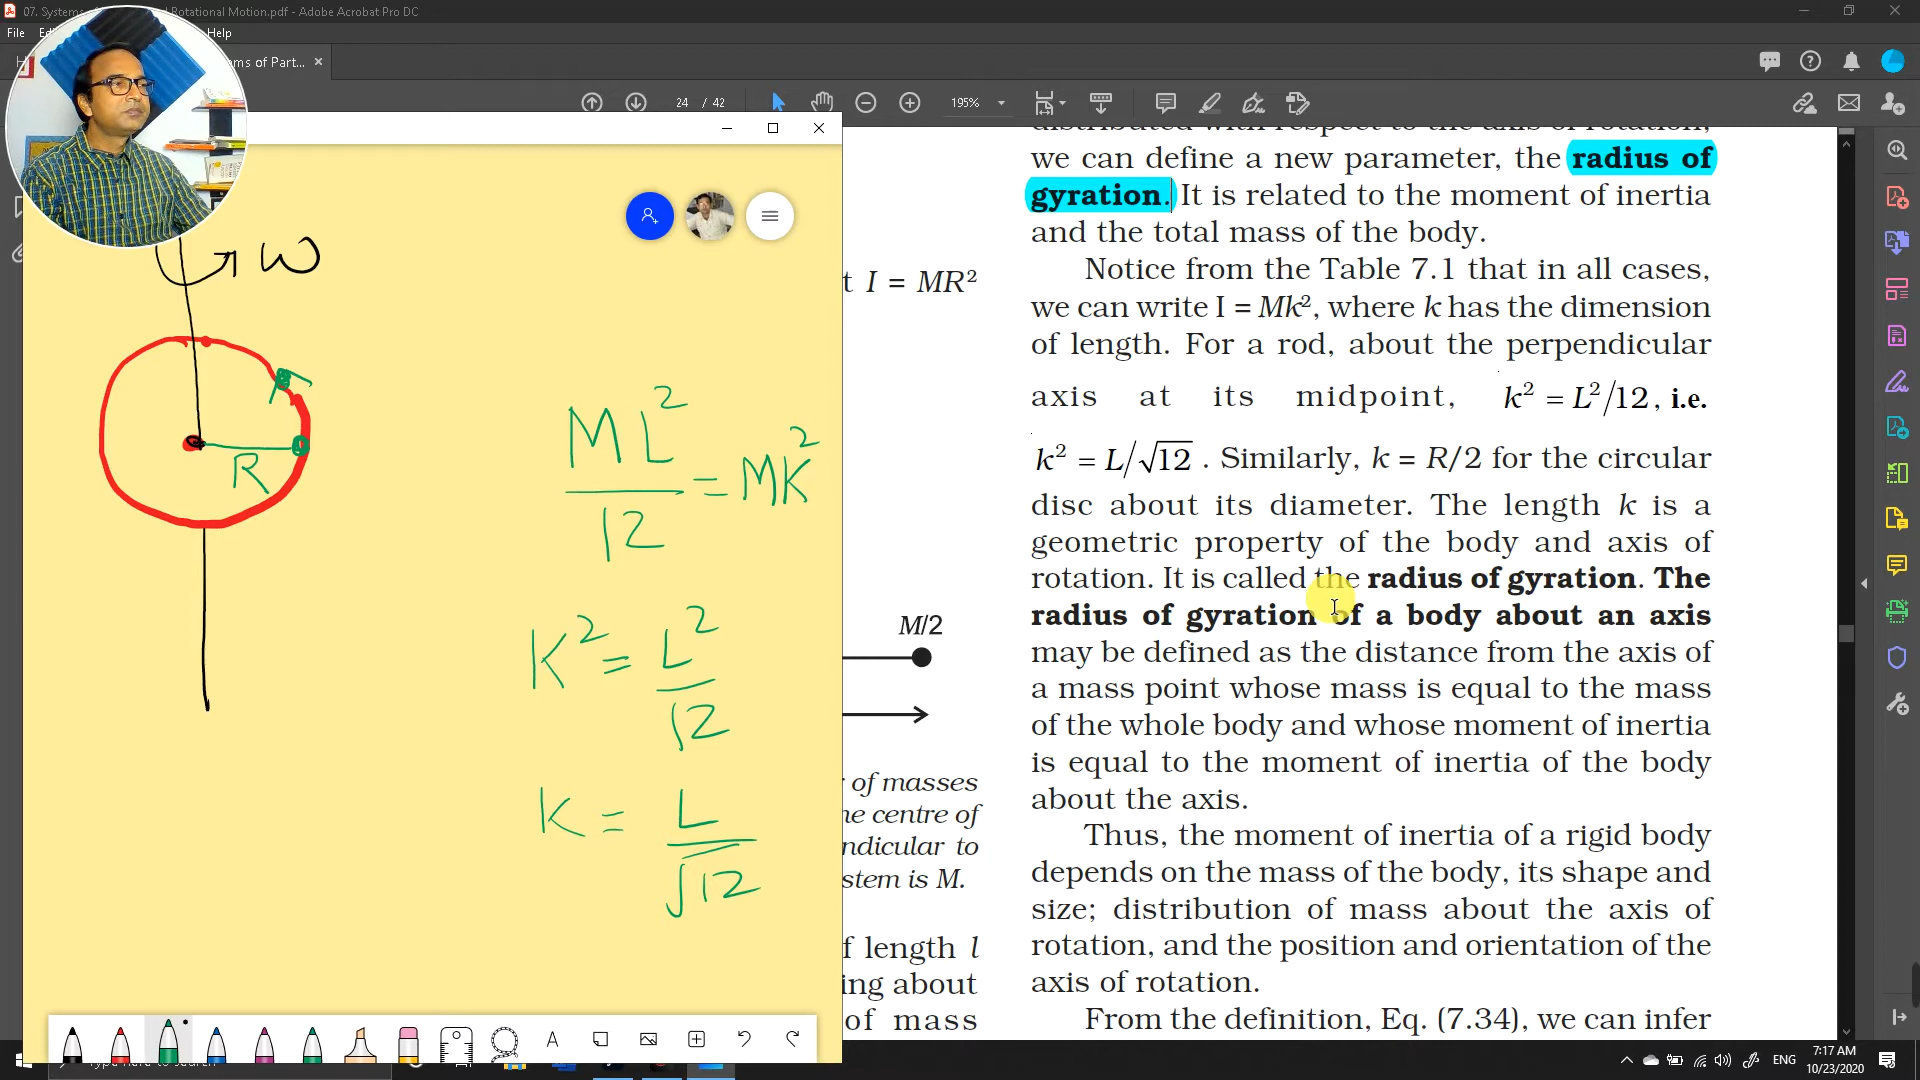 07. Systems
d Rotational Motion.pdf - Adobe Acrobat Pro DC
File
Help
ms of Part...
24 / 42
195%
ω
R
ML²/12 = MK²
K² = L²/12
K = L/√12
t I = MR²
M/2
of masses
ne centre of
ndicular to
stem is M.
f length l
ing about
of mass
distributed with respect to the axis of rotation,
we can define a new parameter, the radius of
gyration. It is related to the moment of inertia
and the total mass of the body.
Notice from the Table 7.1 that in all cases,
we can write I = Mk², where k has the dimension
of length. For a rod, about the perpendicular
axis at its midpoint, k² = L²/12, i.e.
k² = L/√12 . Similarly, k = R/2 for the circular
disc about its diameter. The length k is a
geometric property of the body and axis of
rotation. It is called the radius of gyration. The
radius of gyration of a body about an axis
may be defined as the distance from the axis of
a mass point whose mass is equal to the mass
of the whole body and whose moment of inertia
is equal to the moment of inertia of the body
about the axis.
Thus, the moment of inertia of a rigid body
depends on the mass of the body, its shape and
size; distribution of mass about the axis of
rotation, and the position and orientation of the
axis of rotation.
From the definition, Eq. (7.34), we can infer
ENG
7:17 AM
10/23/2020